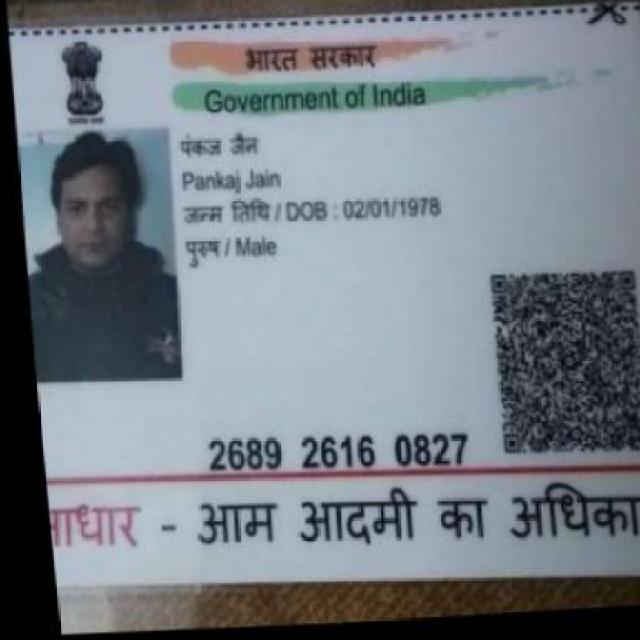 भारत सरकार
Government of India
पंकज जैन
Pankaj Jain
जन्म तिथि / DOB : 02/01/1978
पुरुष / Male
2689 2616 0827
आधार - आम आदमी का अधिका